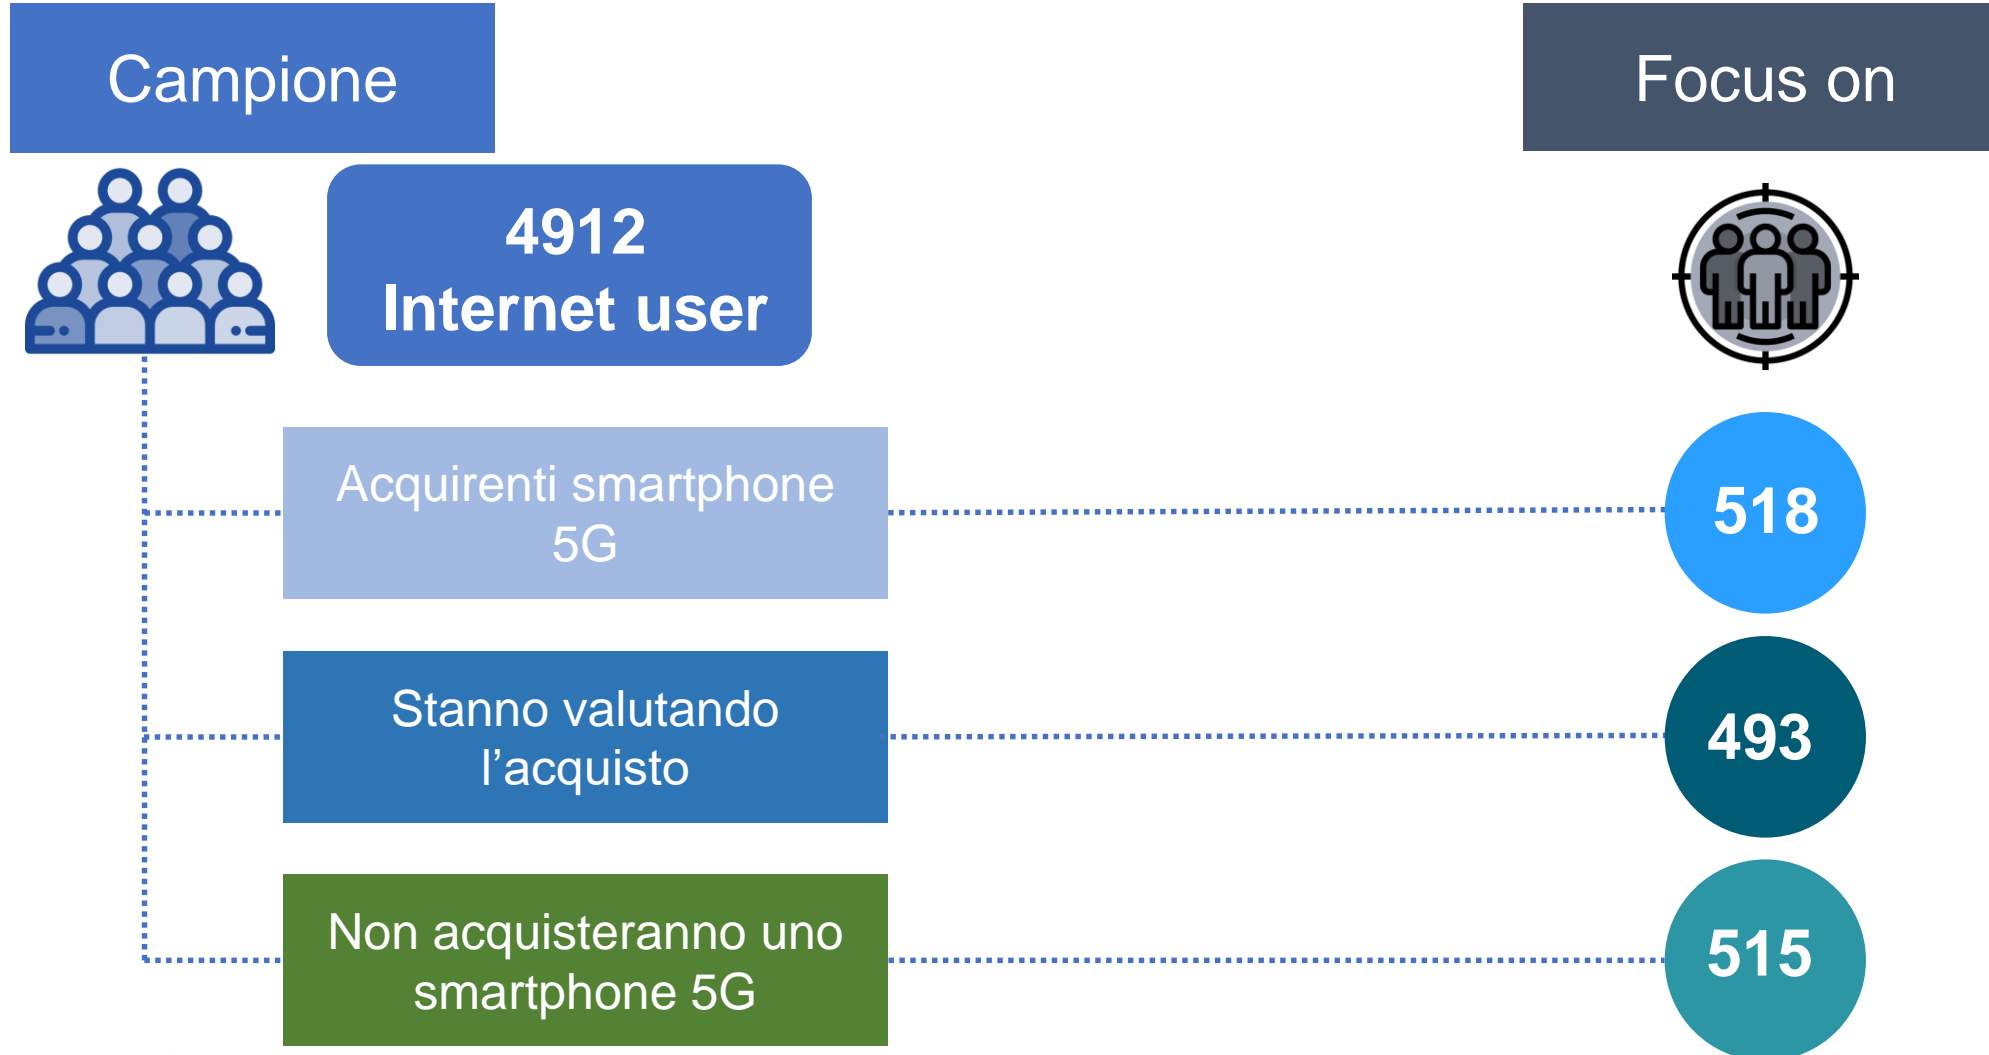 Campione
Focus on
4912
Internet user
Acquirenti smartphone
5G
518
Stanno valutando
l’acquisto
493
Non acquisteranno uno
smartphone 5G
515